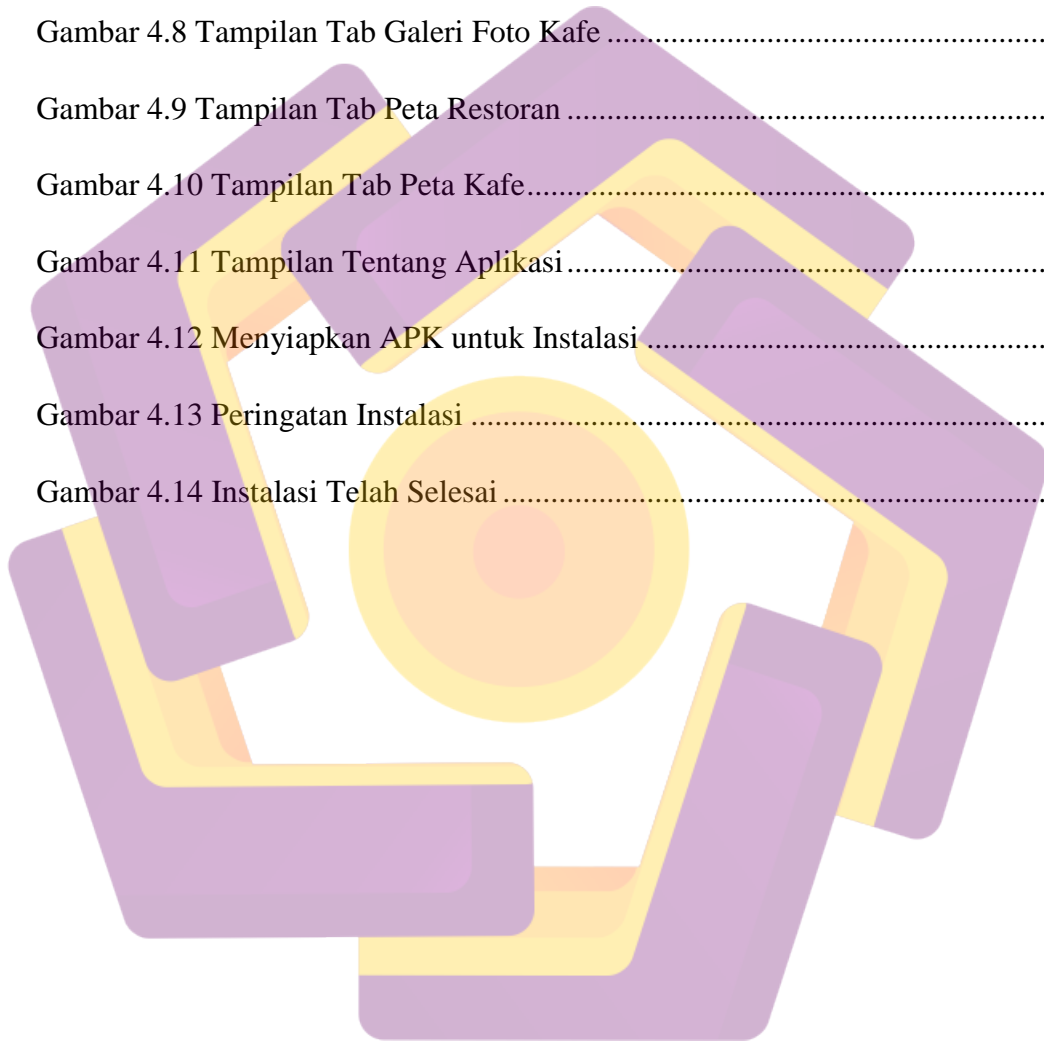 Gambar 4.8 Tampilan Tab Galeri Foto Kafe ......................................................
Gambar 4.9 Tampilan Tab Peta Restoran ...........................................................
Gambar 4.10 Tampilan Tab Peta Kafe................................................................
Gambar 4.11 Tampilan Tentang Aplikasi ...........................................................
Gambar 4.12 Menyiapkan APK untuk Instalasi .................................................
Gambar 4.13 Peringatan Instalasi .......................................................................
Gambar 4.14 Instalasi Telah Selesai ...................................................................